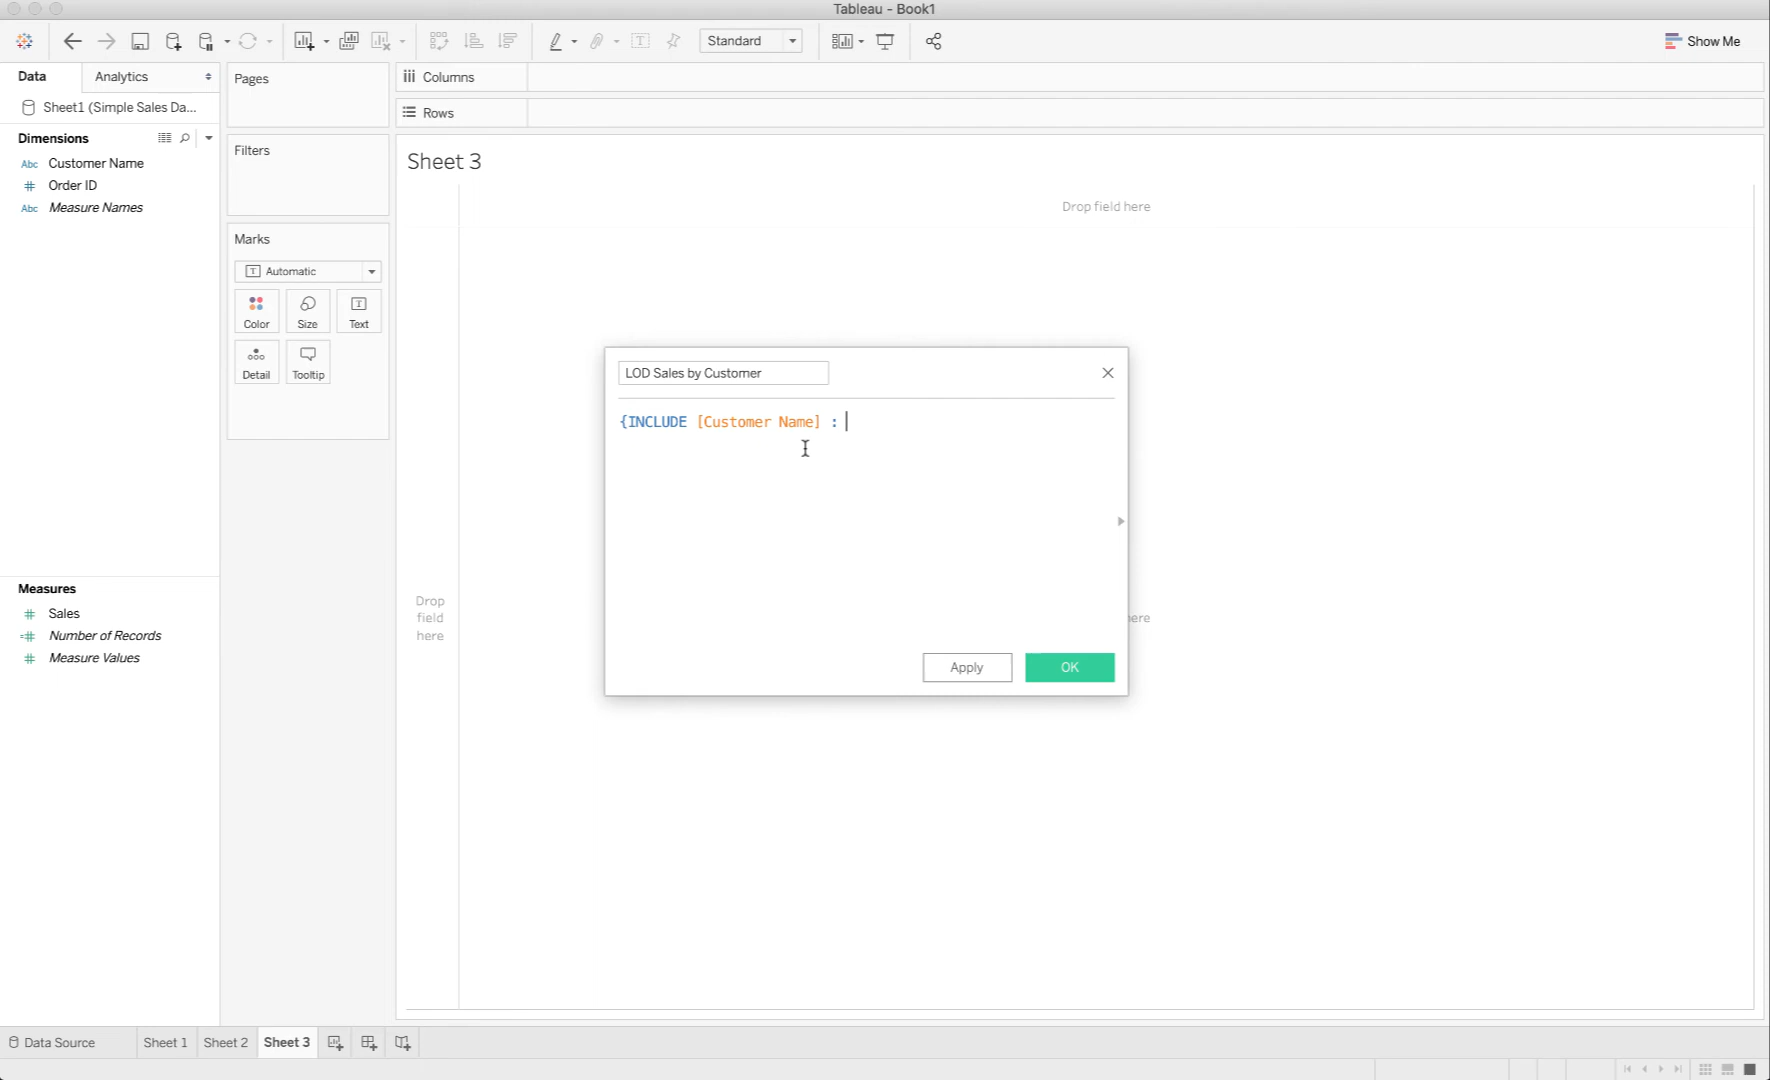 Tableau - Book1
Standard
Show Me
Data
Analytics
Sheet1 (Simple Sales Da...
Dimensions
Abc Customer Name
# Order ID
Abc Measure Names
Measures
# Sales
=# Number of Records
# Measure Values
Pages
Filters
Marks
T Automatic
Color
Size
T Text
Detail
Tooltip
Columns
Rows
Sheet 3
Drop field here
Drop
field
here
LOD Sales by Customer
{INCLUDE [Customer Name] :
ere
Apply
OK
Data Source
Sheet 1
Sheet 2
Sheet 3